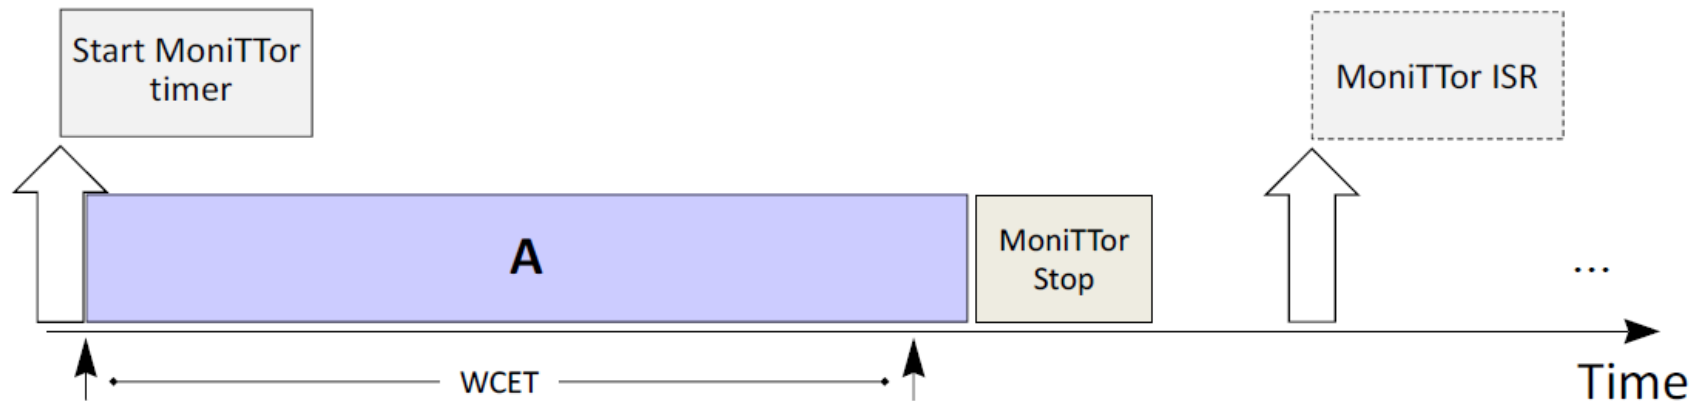 Start MoniTTor
timer
MoniTTor ISR
A
MoniTTor
Stop
...
WCET
Time